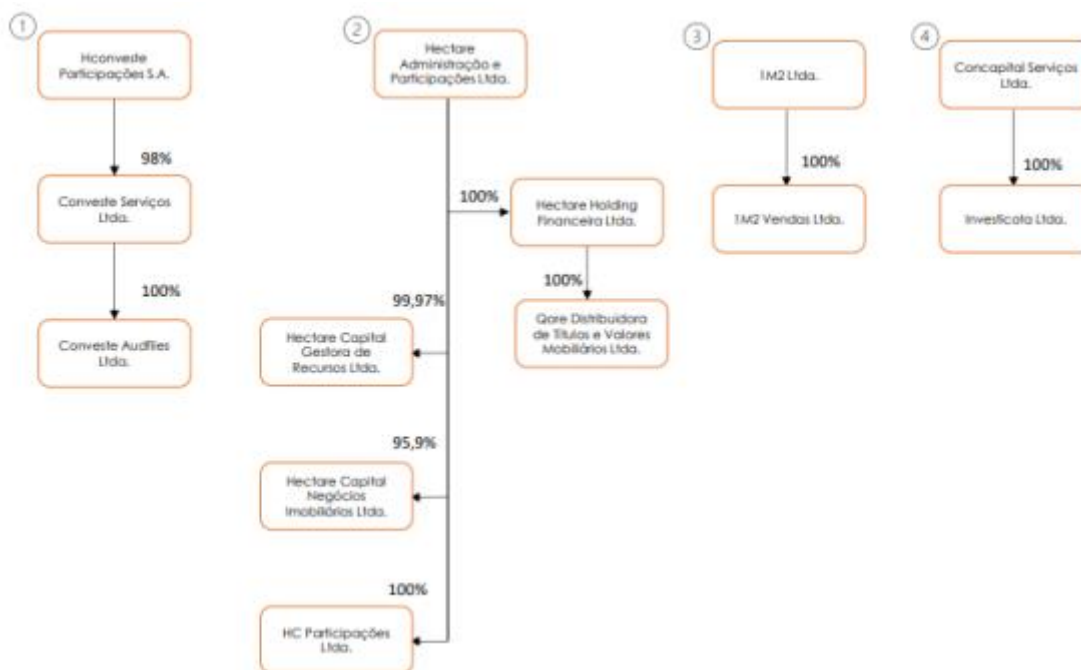 1
Hconveste
Participações S.A.
98%
Conveste Serviços
Ltda.
100%
Conveste Audfiles
Ltda.
2
Hectare
Administração e
Participações Ltda.
100%
Hectare Holding
Financeira Ltda.
100%
Qore Distribuidora
de Títulos e Valores
Mobiliários Ltda.
99,97%
Hectare Capital
Gestora de
Recursos Ltda.
95,9%
Hectare Capital
Negócios
Imobiliários Ltda.
100%
HC Participações
Ltda.
3
1M2 Ltda.
100%
1M2 Vendas Ltda.
4
Concapital Serviços
Ltda.
100%
Investicota Ltda.